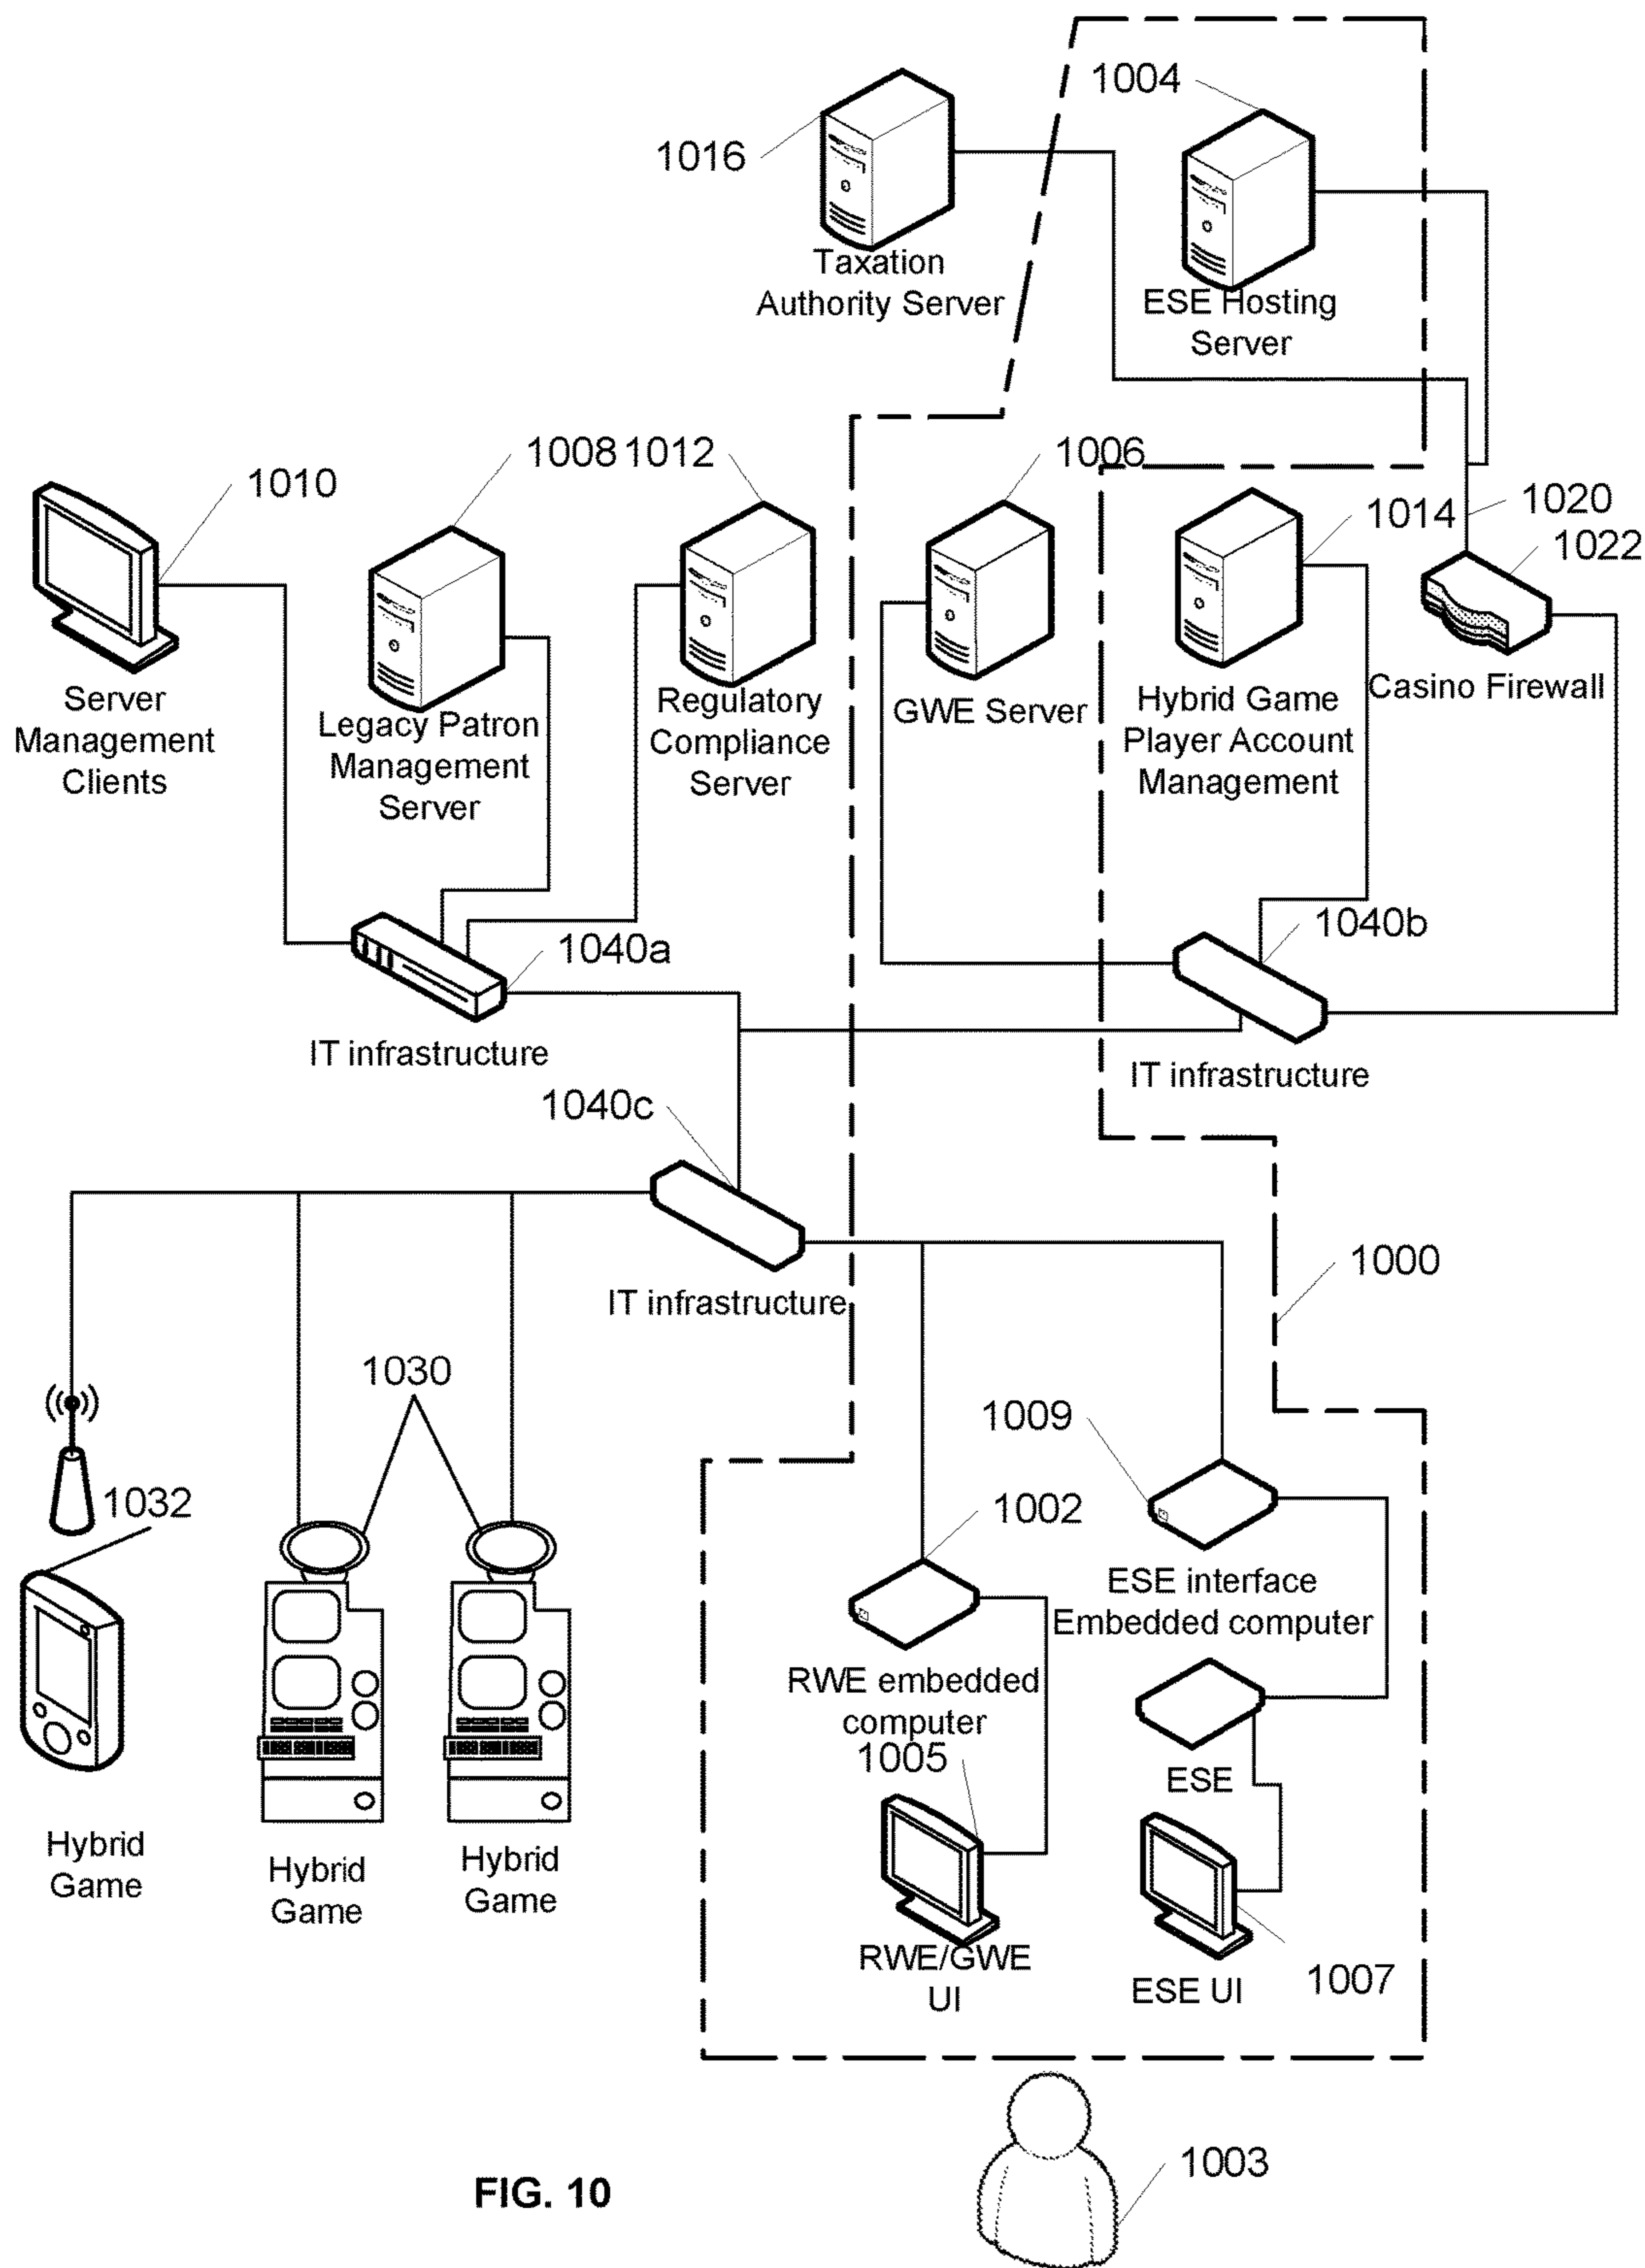 1004
1016
Taxation
Authority Server
ESE Hosting
Server
1010
1008
1012
1006
1014
1020
1022
Server
Management
Clients
Legacy Patron
Management
Server
Regulatory
Compliance
Server
GWE Server
Hybrid Game
Player Account
Management
Casino Firewall
1040a
1040b
IT infrastructure
IT infrastructure
1040c
IT infrastructure
1000
1030
1009
1032
1002
ESE interface
Embedded computer
RWE embedded
computer
1005
ESE
Hybrid
Game
Hybrid
Game
Hybrid
Game
RWE/GWE
UI
ESE UI
1007
1003
FIG. 10